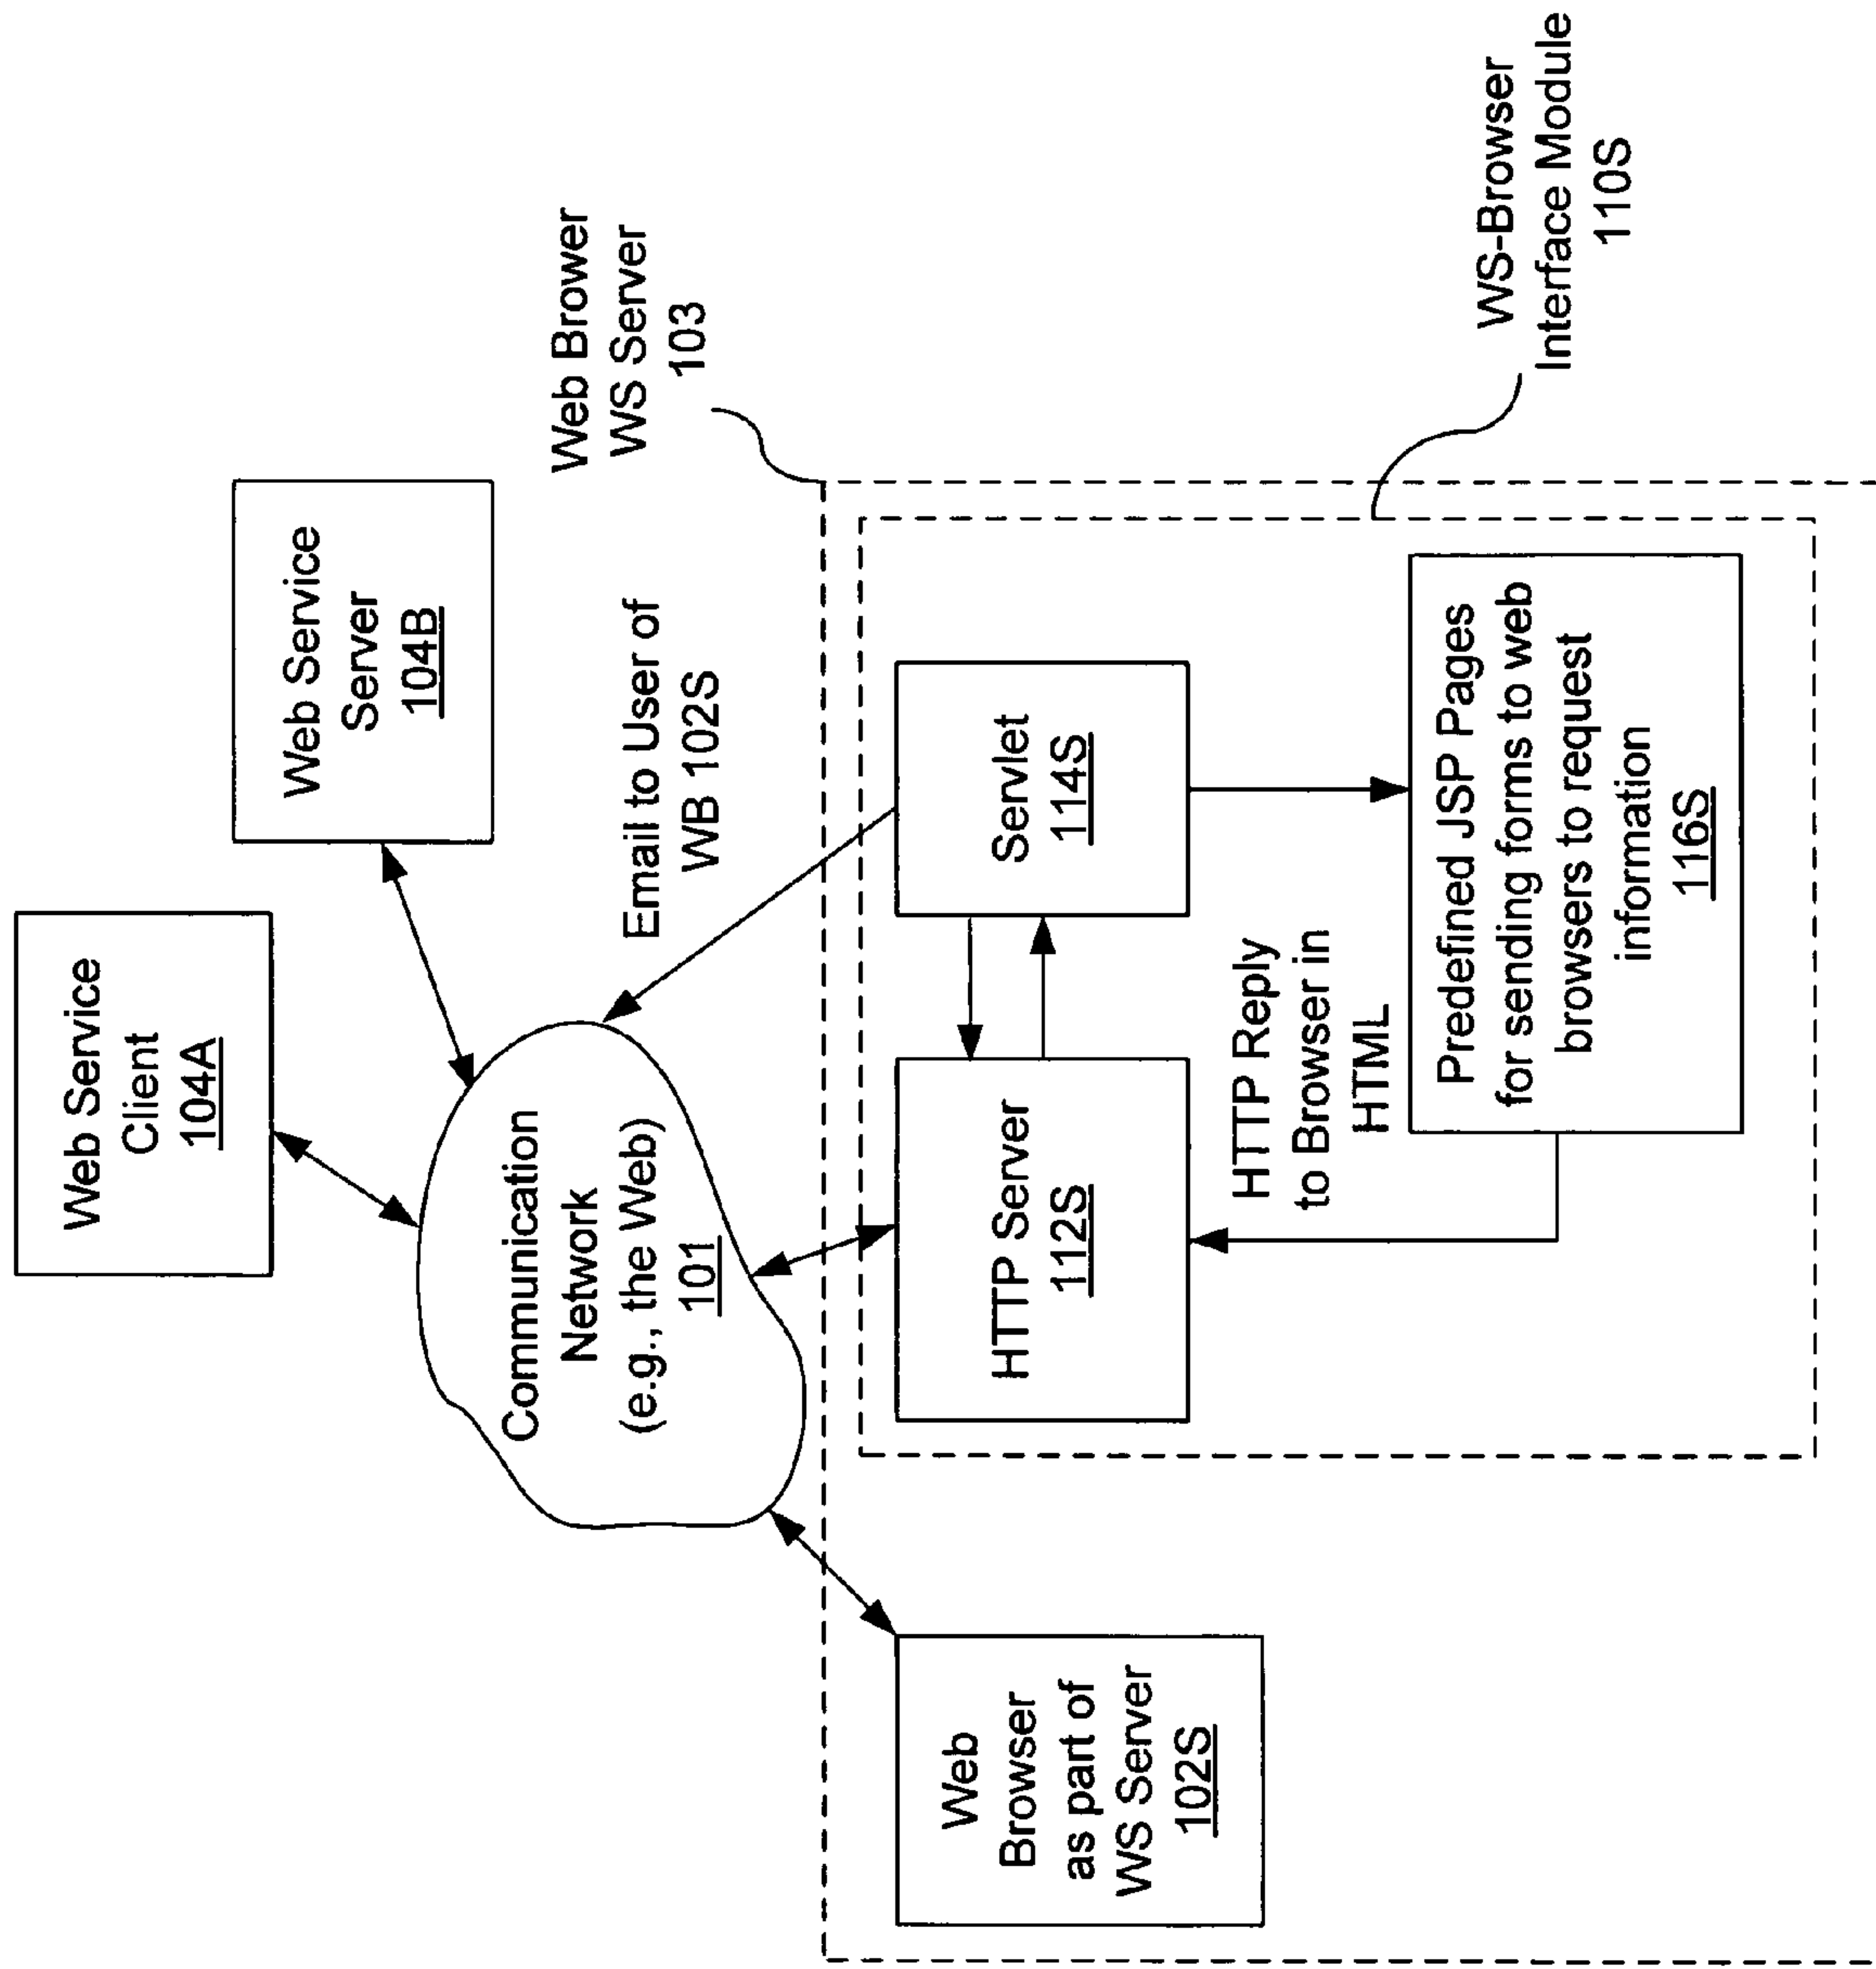 Web Service
Client
104A
Web Service
Server
104B
Communication
Network
(e.g., the Web)
101
Email to User of
WB 102S
Web Brower
WS Server
103
Web
Browser
as part of
WS Server
102S
HTTP Server
112S
Servlet
114S
HTTP Reply
to Browser in
HTML
Predefined JSP Pages
for sending forms to web
browsers to request
information
116S
WS-Browser
Interface Module
110S